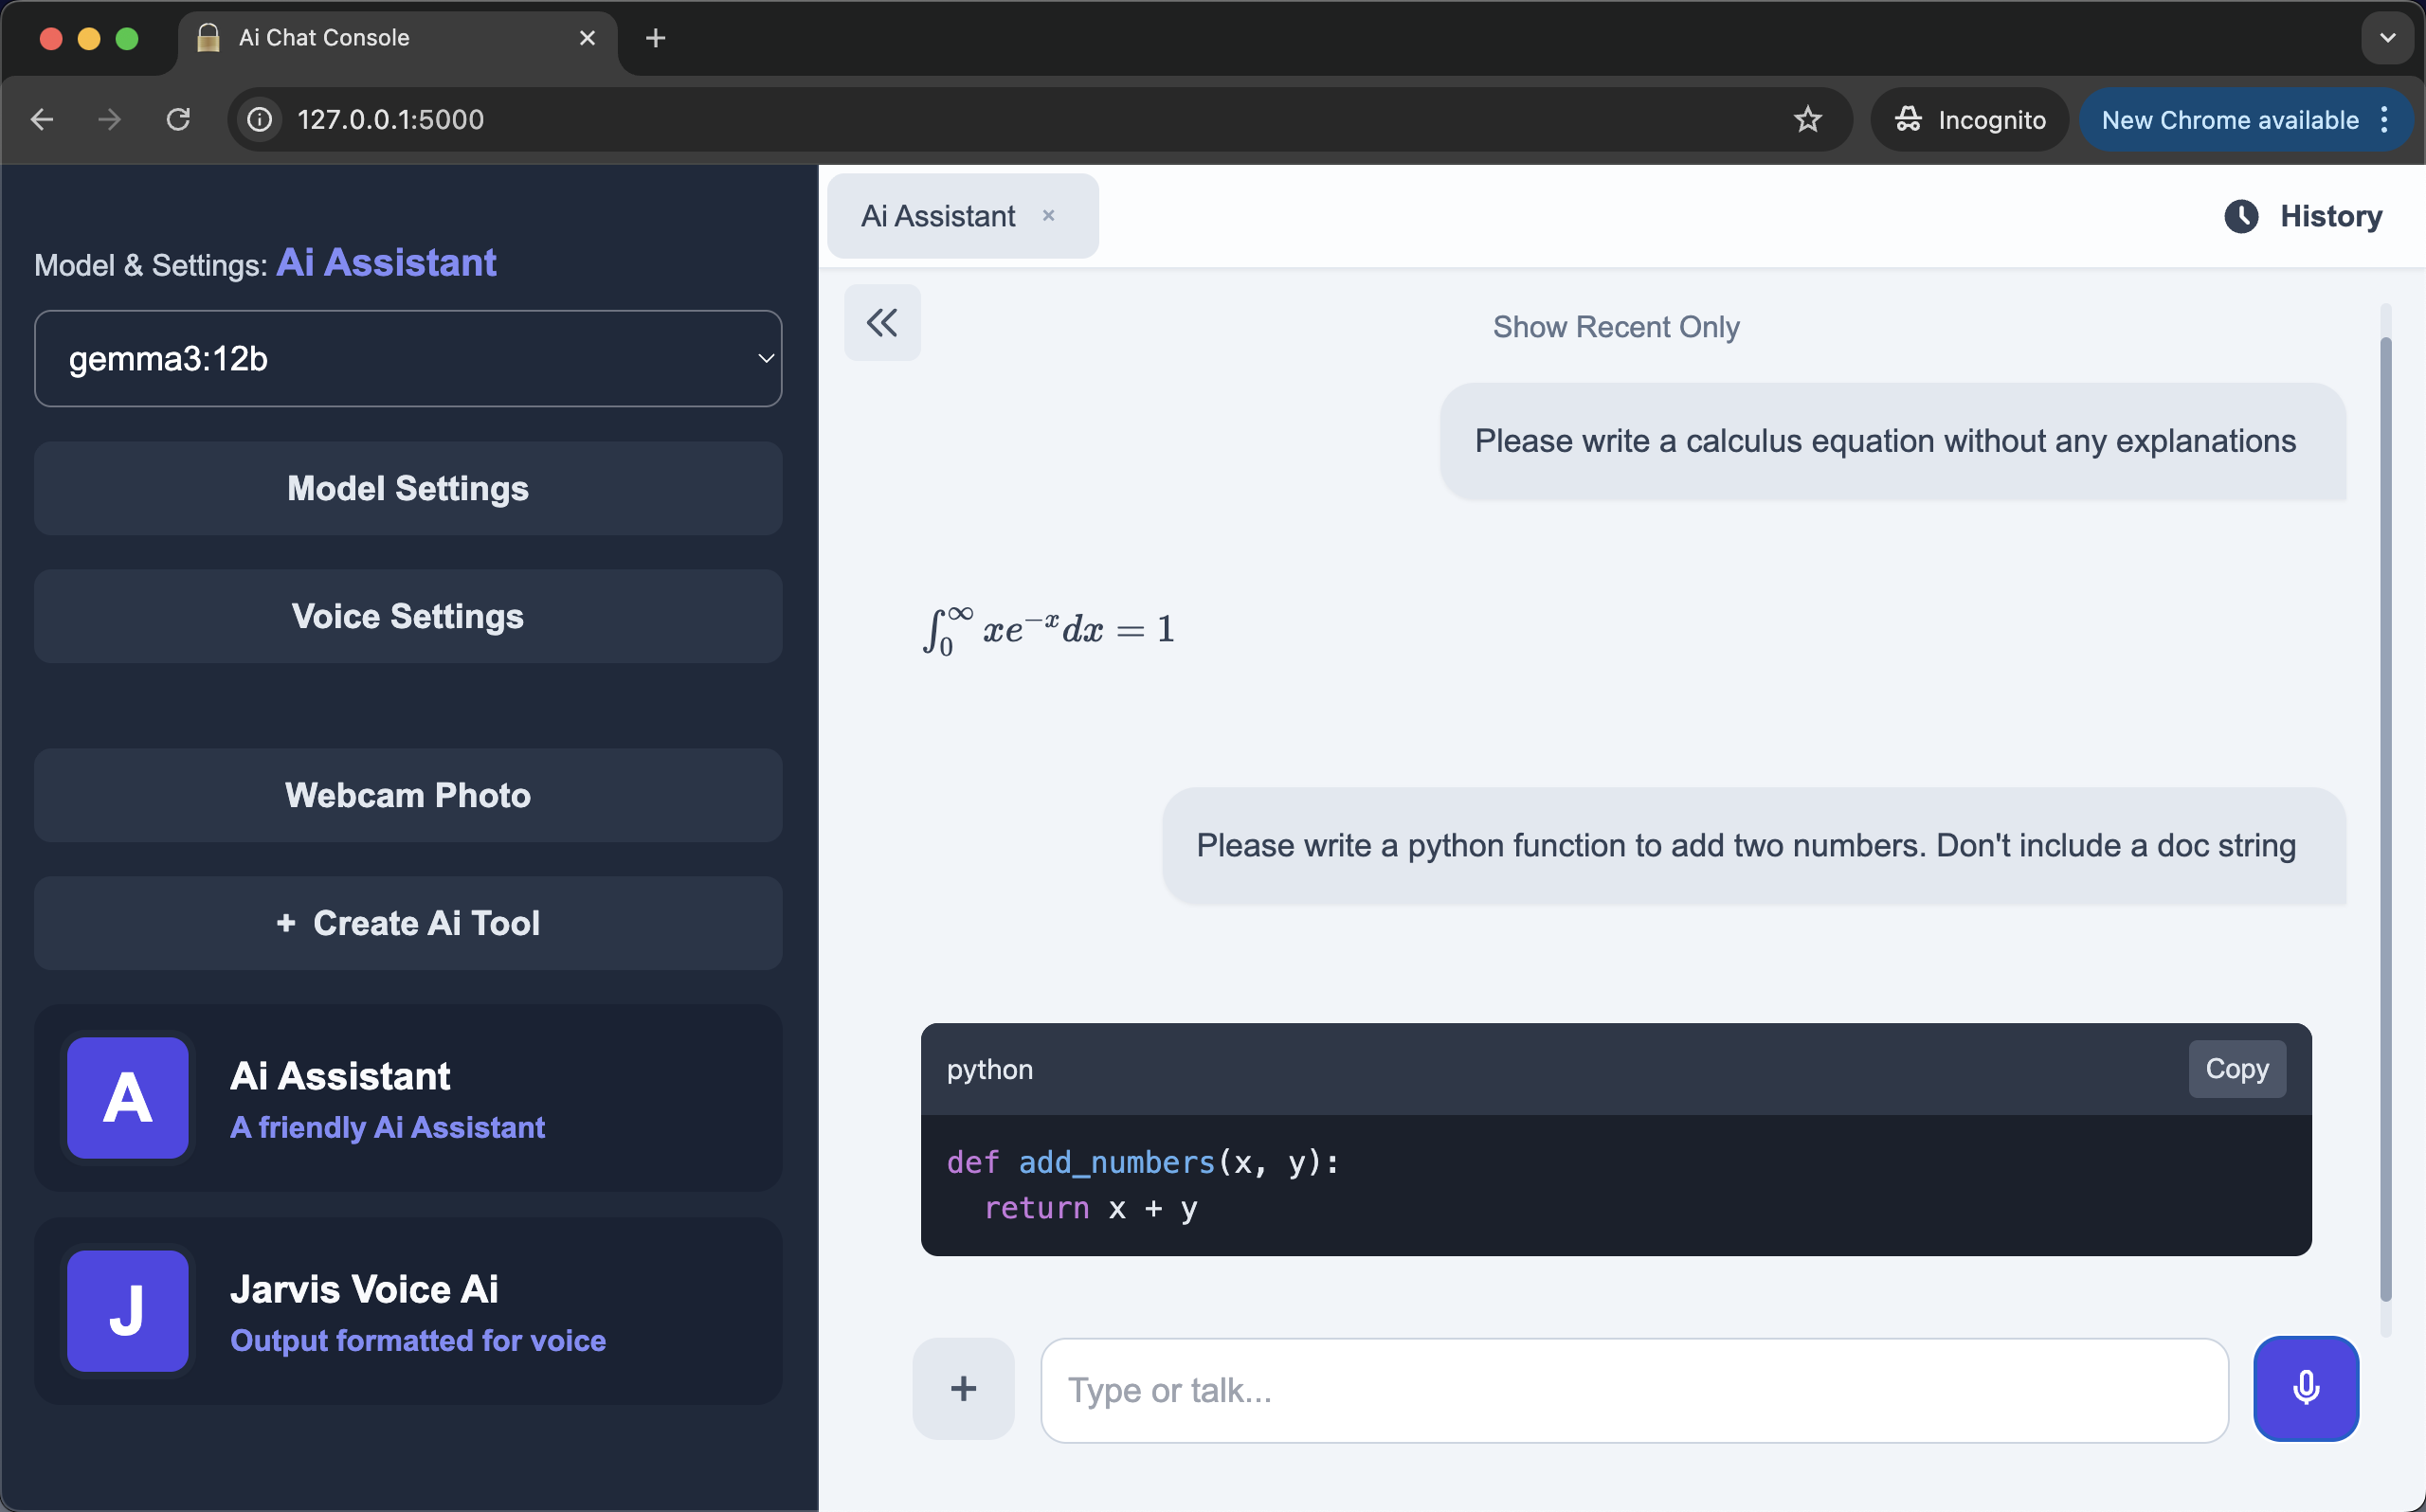 Ai Chat Console
127.0.0.1:5000
Incognito
New Chrome available
Model & Settings: Ai Assistant
gemma3:12b
Model Settings
Voice Settings
Webcam Photo
+ Create Ai Tool
A
Ai Assistant
A friendly Ai Assistant
J
Jarvis Voice Ai
Output formatted for voice
Ai Assistant ×
History
Show Recent Only
Please write a calculus equation without any explanations
∫₀^∞ xe^{−x}dx = 1
Please write a python function to add two numbers. Don't include a doc string
python
Copy
def add_numbers(x, y):
  return x + y
+
Type or talk...